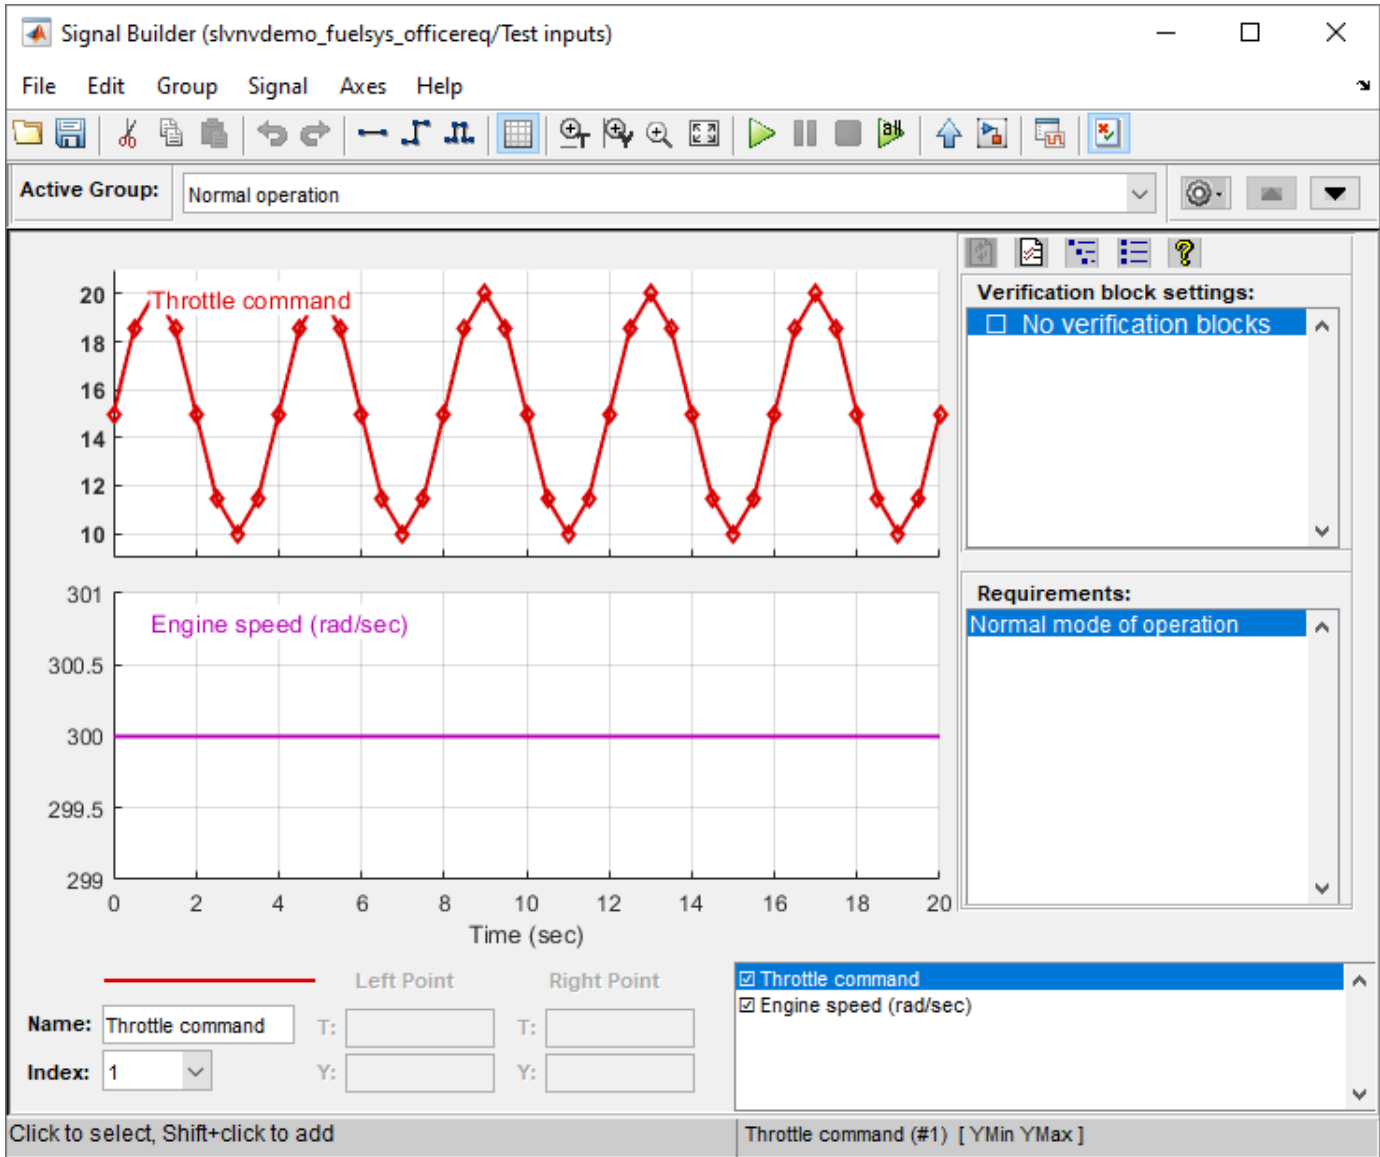 Signal Builder (slvnvdemo_fuelsys_officereq/Test inputs)
File Edit Group Signal Axes Help
Active Group: Normal operation
20
18
16
14
12
10
Throttle command
301
300.5
300
299.5
299
Engine speed (rad/sec)
0 2 4 6 8 10 12 14 16 18 20
Time (sec)
Verification block settings:
No verification blocks
Requirements:
Normal mode of operation
Left Point Right Point
Name: Throttle command T: T:
Index: 1 Y: Y:
Throttle command
Engine speed (rad/sec)
Click to select, Shift+click to add
Throttle command (#1) [ YMin YMax ]